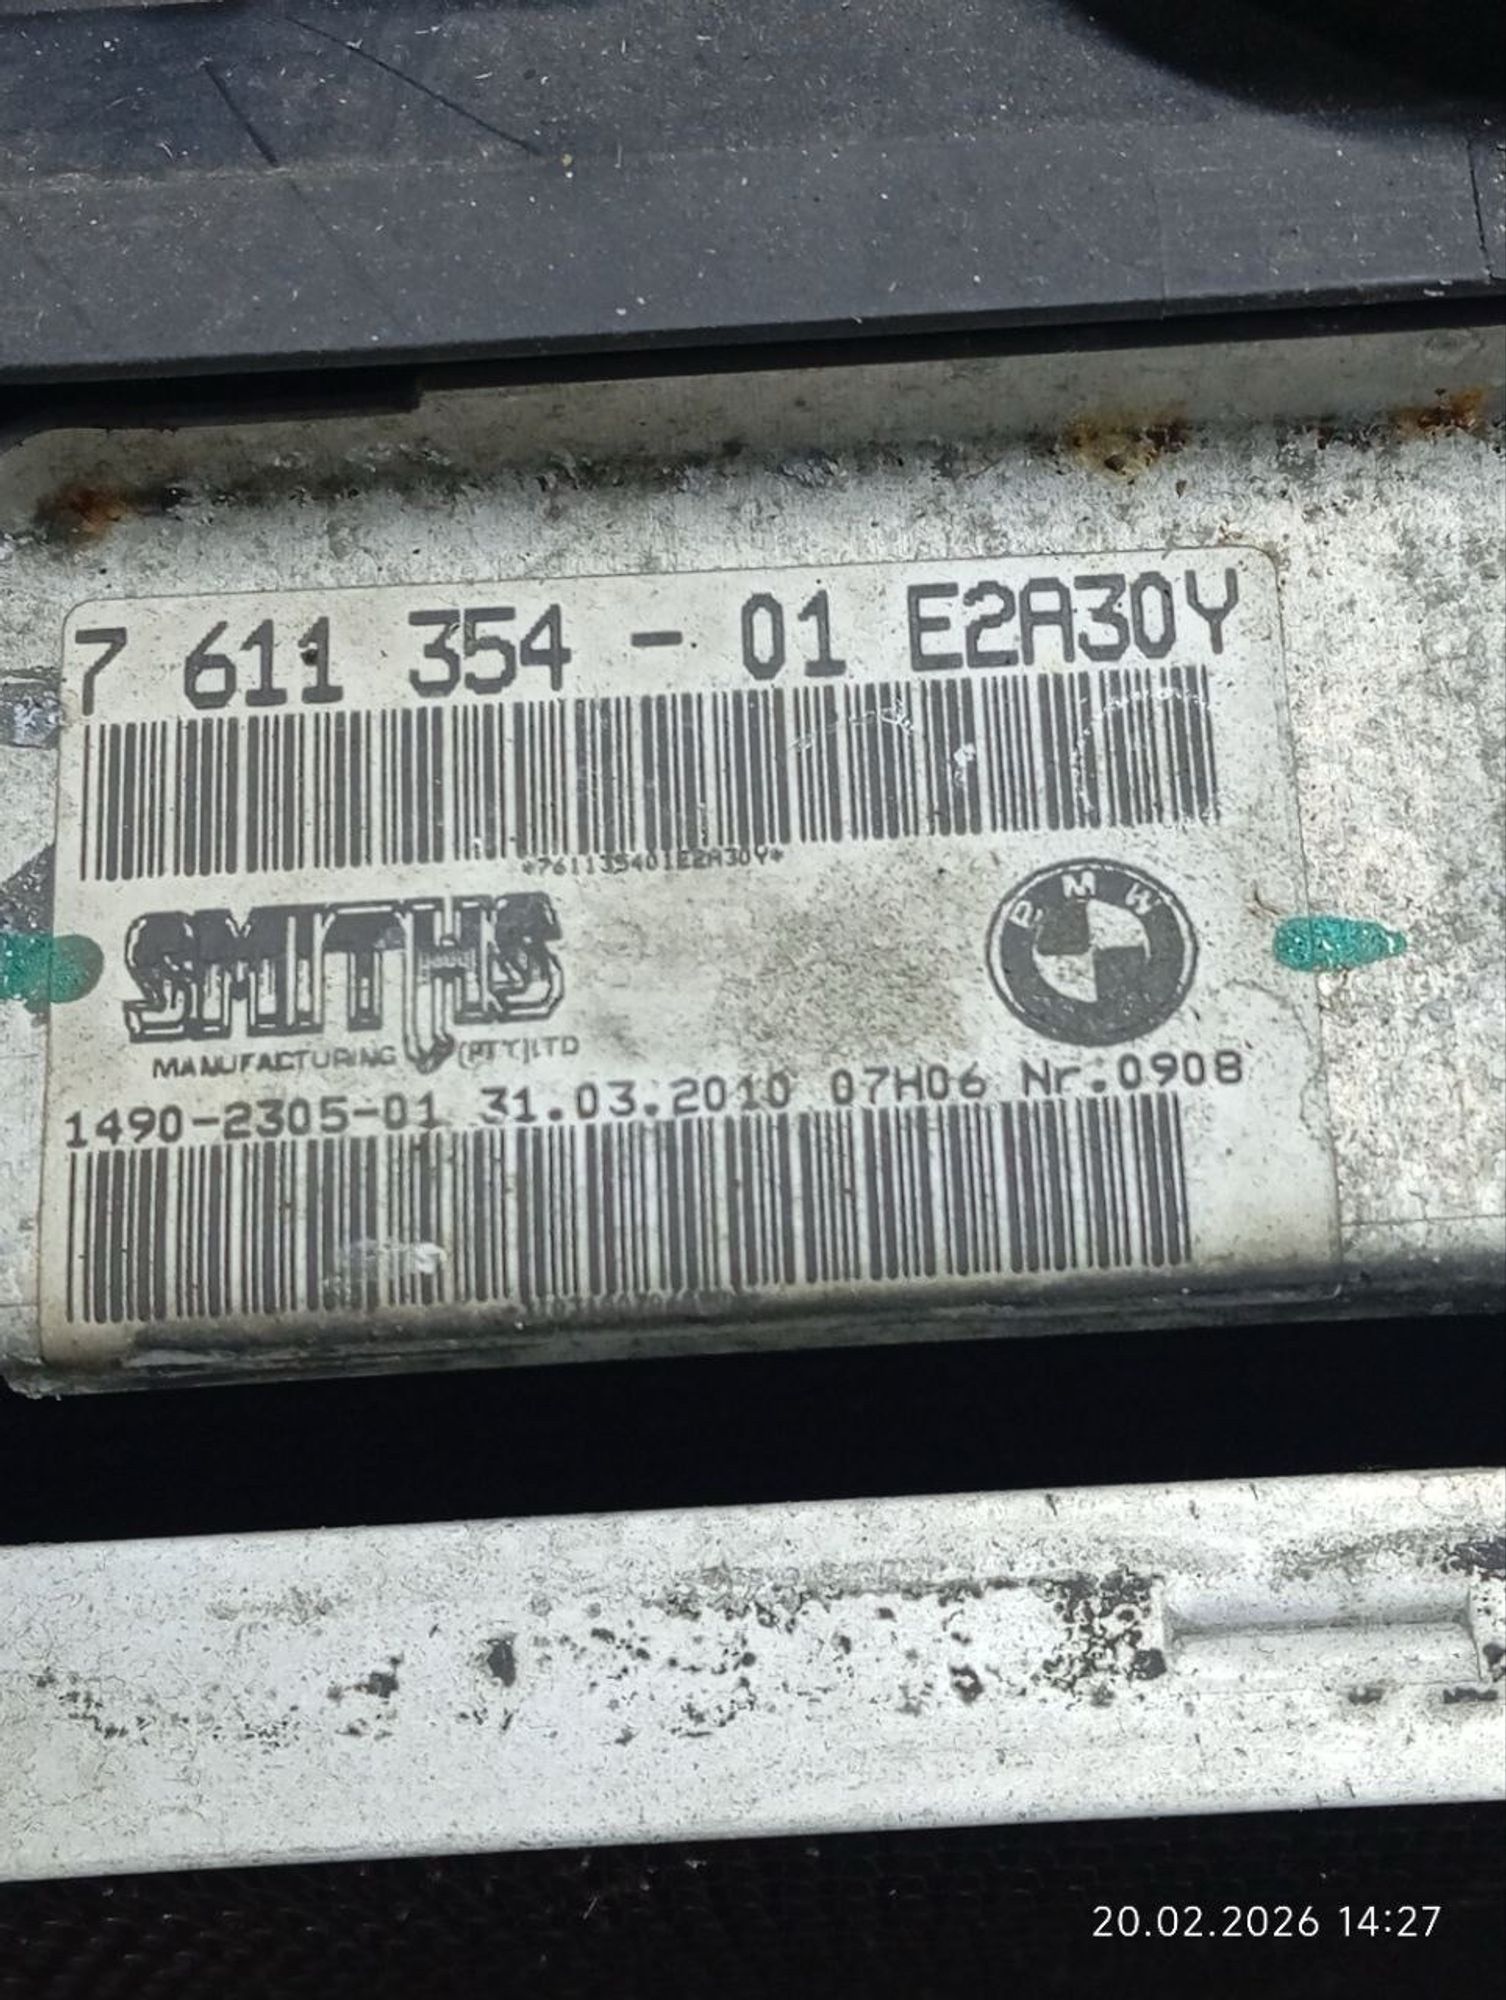 7 611 354 - 01 E2A30Y
*761135401E2A30Y*
SMITHS
BMW
MANUFACTURING (PTY)LTD
1490-2305-01 31.03.2010 07H06 Nr.:0908
20.02.2026 14:27